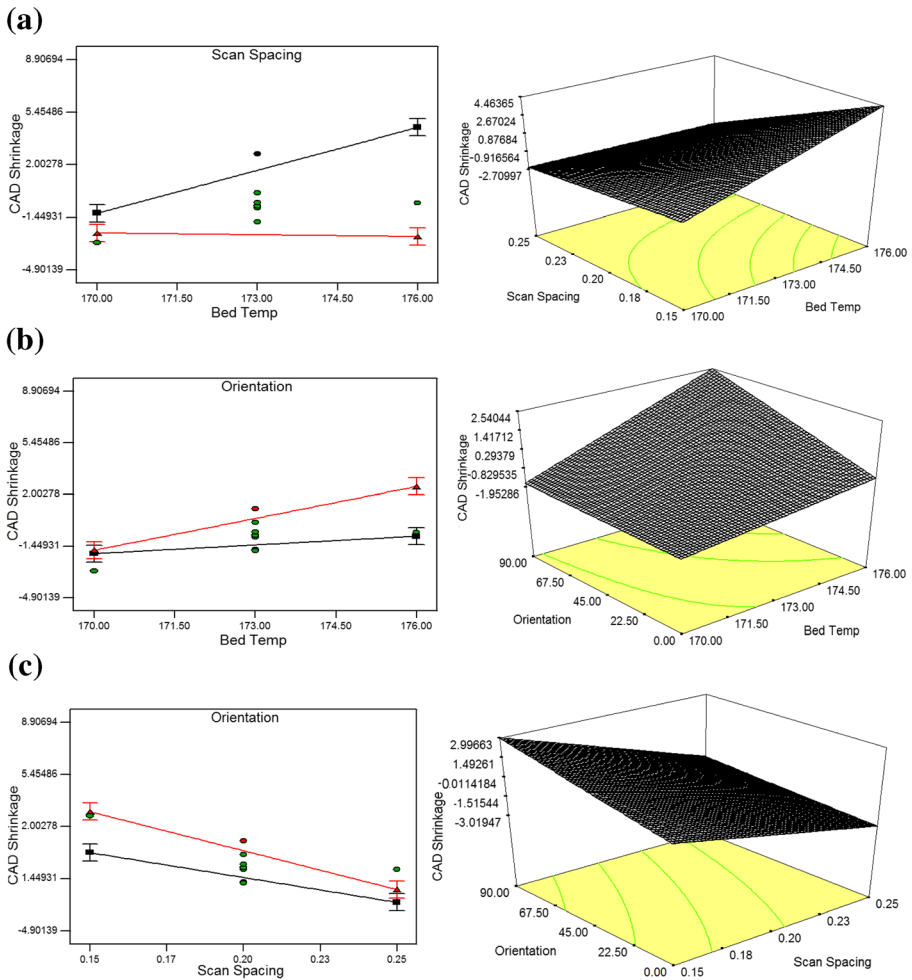 (a)
Scan Spacing
8.90694
5.45486
2.00278
-1.44931
-4.90139
CAD Shrinkage
170.00 171.50 173.00 174.50 176.00
Bed Temp
4.46365
2.67024
0.87684
-0.916564
-2.70997
CAD Shrinkage
0.25
0.23
0.20
0.18
0.15
Scan Spacing
176.00
174.50
173.00
171.50
170.00
Bed Temp
(b)
Orientation
8.90694
5.45486
2.00278
-1.44931
-4.90139
CAD Shrinkage
170.00 171.50 173.00 174.50 176.00
Bed Temp
2.54044
1.41712
0.29379
-0.829535
-1.95286
CAD Shrinkage
90.00
67.50
45.00
22.50
0.00
Orientation
176.00
174.50
173.00
171.50
170.00
Bed Temp
(c)
Orientation
8.90694
5.45486
2.00278
1.44931
-4.90139
CAD Shrinkage
0.15 0.17 0.20 0.23 0.25
Scan Spacing
2.99663
1.49261
-0.0114184
-1.51544
-3.01947
CAD Shrinkage
90.00
67.50
45.00
22.50
0.00
Orientation
0.25
0.23
0.20
0.18
0.15
Scan Spacing